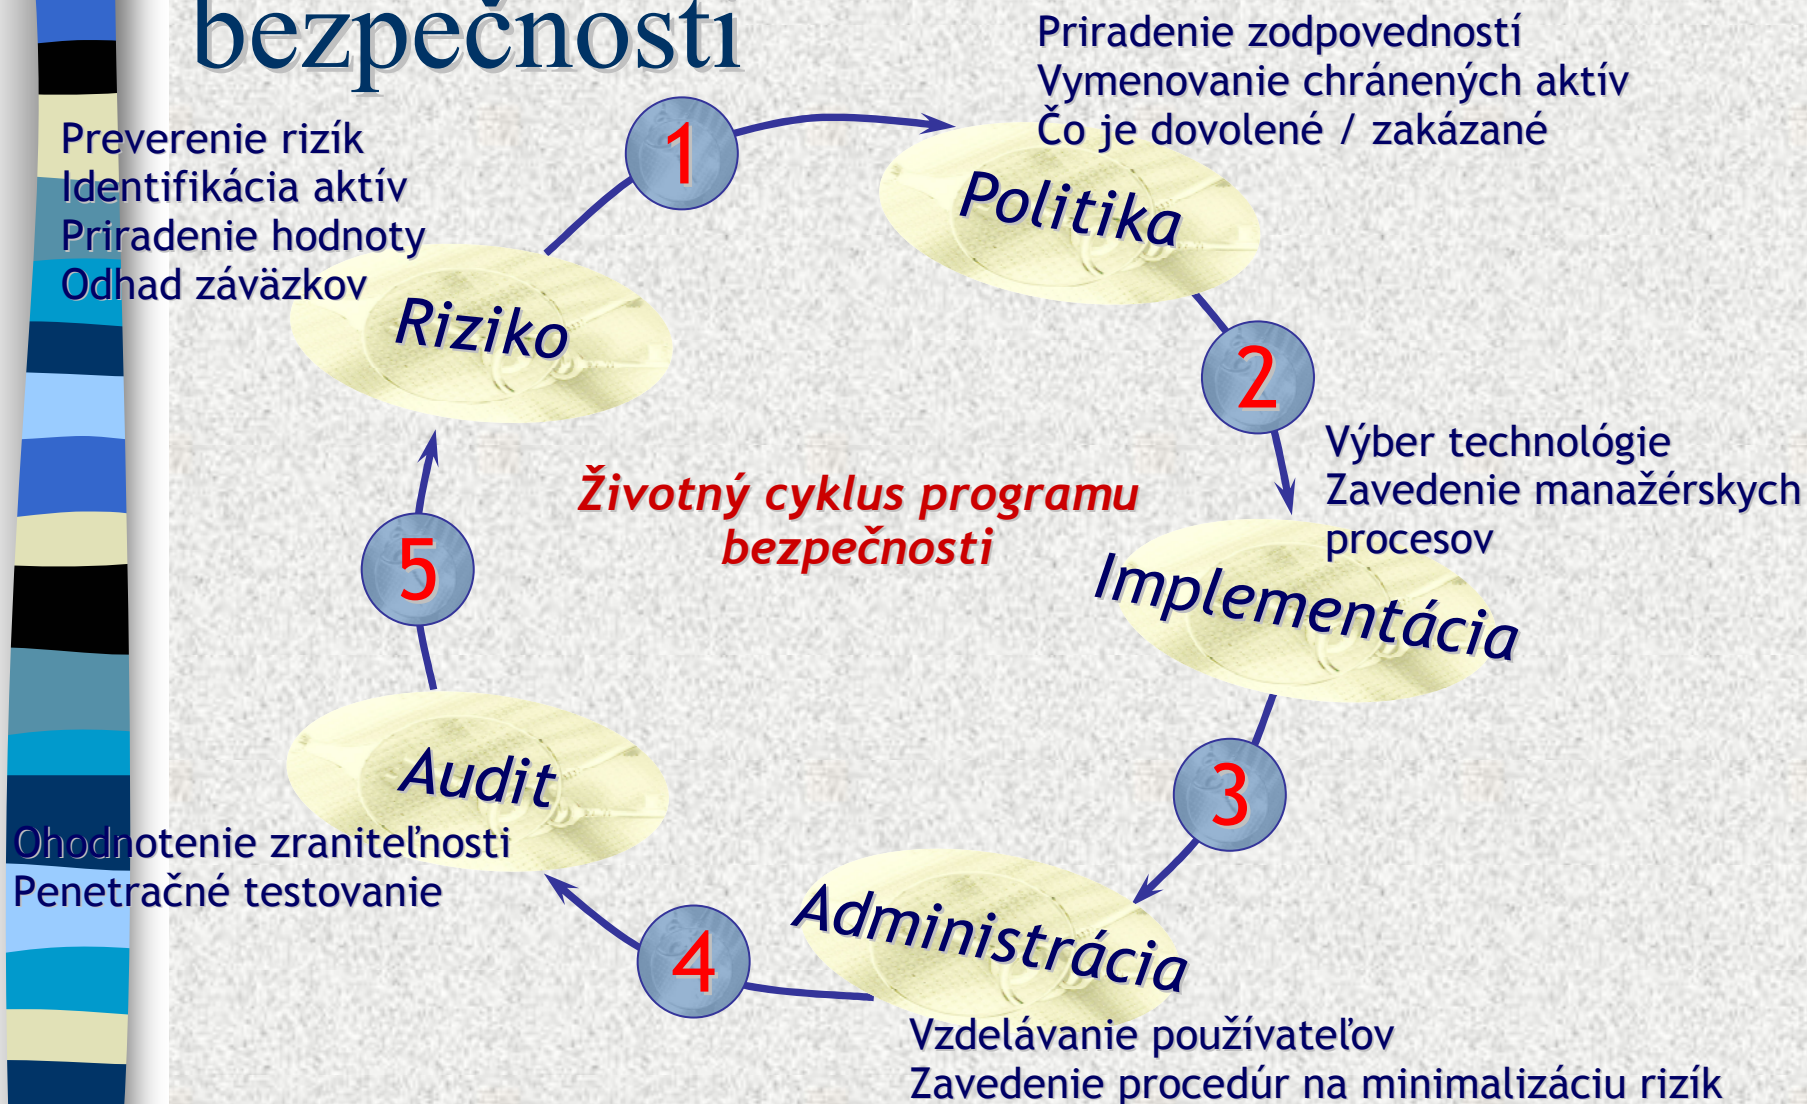 bezpečnosti
Priradenie zodpovedností
Vymenovanie chránených aktív
Čo je dovolené / zakázané
Preverenie rizík
Identifikácia aktív
Priradenie hodnoty
Odhad záväzkov
1
Politika
Riziko
2
Výber technológie
Zavedenie manažérskych
procesov
Životný cyklus programu
bezpečnosti
5
Implementácia
Audit
3
Ohodnotenie zraniteľnosti
Penetračné testovanie
4
Administrácia
Vzdelávanie používateľov
Zavedenie procedúr na minimalizáciu rizík